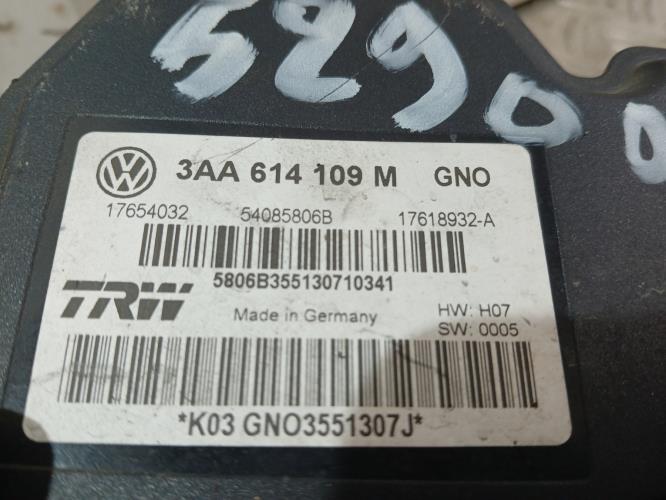 52900
3AA 614 109 M GNO
17654032 54085806B 17618932-A
5806B355130710341
TRW Made in Germany HW: H07
SW: 0005
*K03 GNO3551307J*